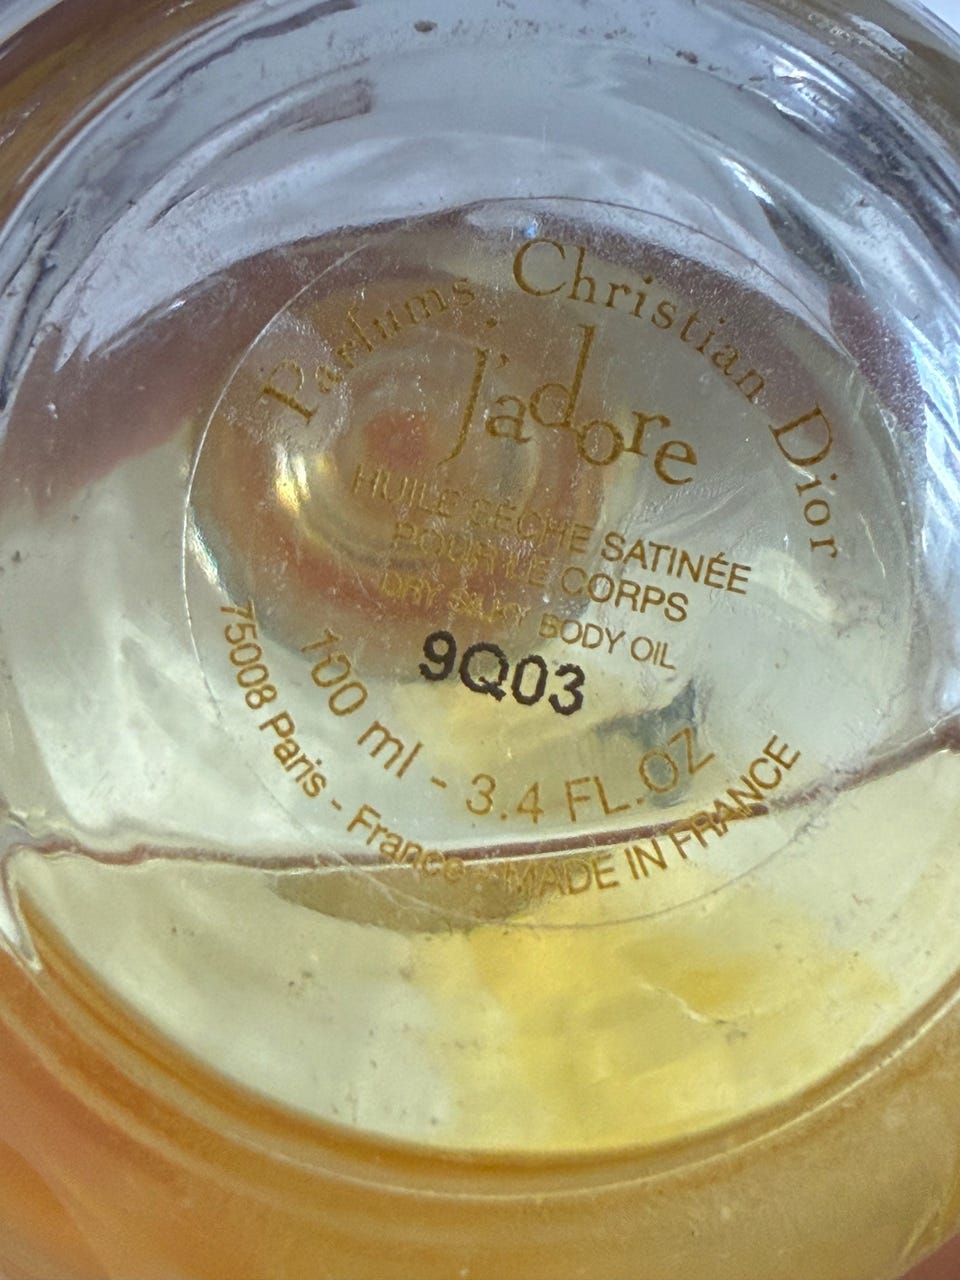 Parfums Christian Dior
j'adore
HUILE SÈCHE SATINÉE
POUR LE CORPS
DRY SILKY BODY OIL
9Q03
100 ml - 3.4 FL.OZ
75008 Paris - France - MADE IN FRANCE